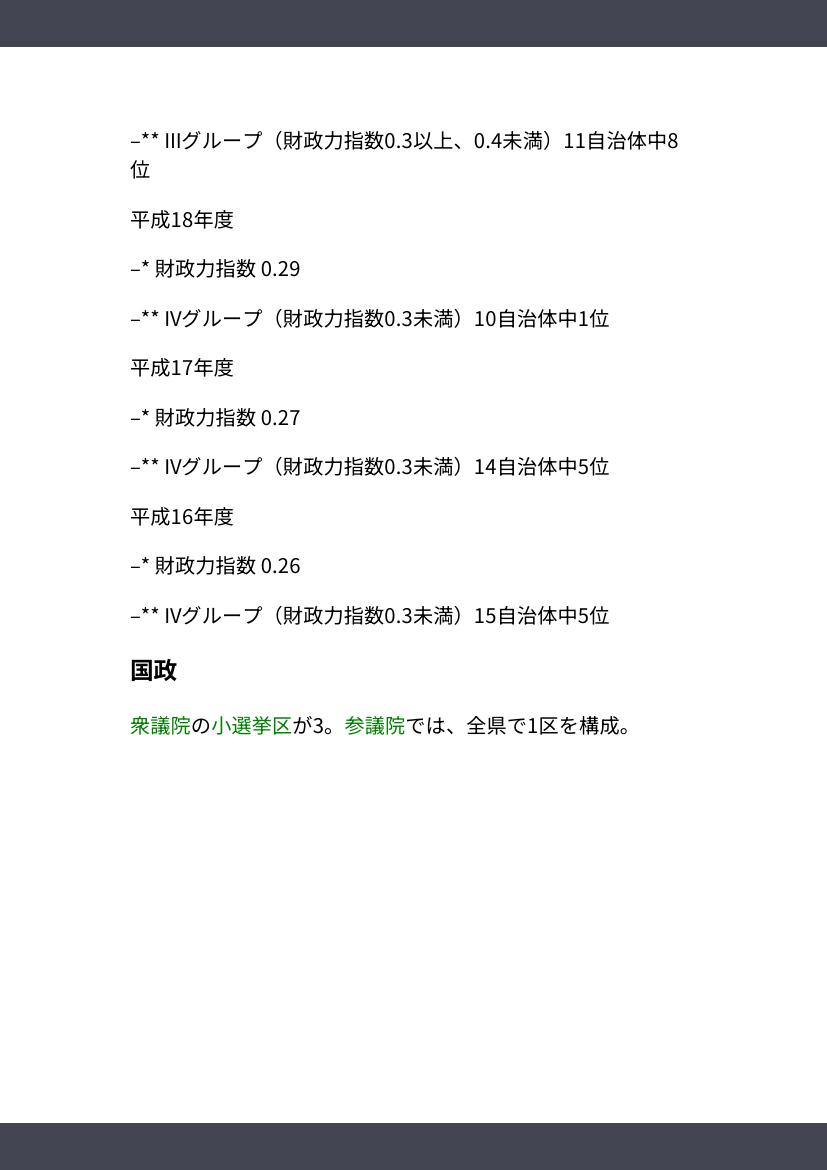 –** IIIグループ（財政力指数0.3以上、0.4未満）11自治体中8
位
平成18年度
–* 財政力指数 0.29
–** IVグループ（財政力指数0.3未満）10自治体中1位
平成17年度
–* 財政力指数 0.27
–** IVグループ（財政力指数0.3未満）14自治体中5位
平成16年度
–* 財政力指数 0.26
–** IVグループ（財政力指数0.3未満）15自治体中5位
国政
衆議院の小選挙区が3。参議院では、全県で1区を構成。